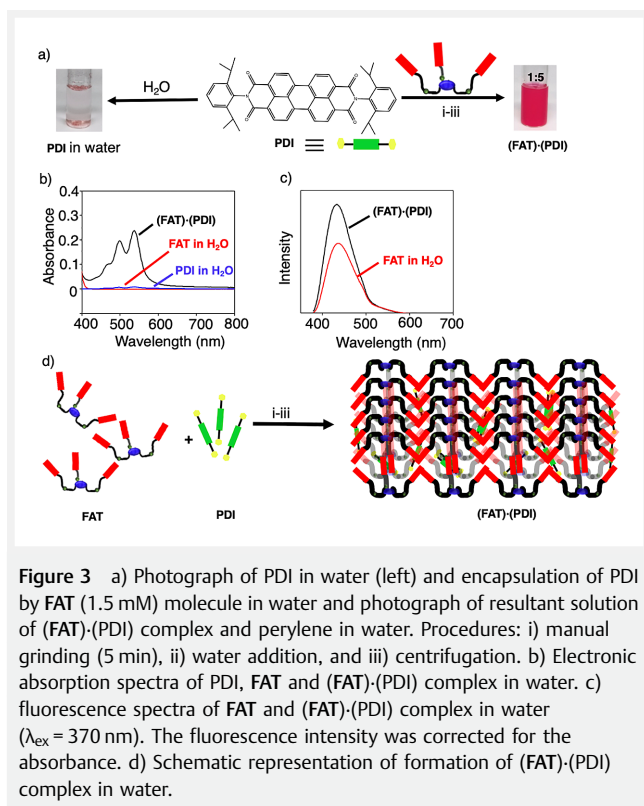 a)
H₂O
1:5
i-iii
PDI in water
PDI
(FAT)·(PDI)
b)
0.4
0.3
0.2
0.1
0
Absorbance
(FAT)·(PDI)
FAT in H₂O
PDI in H₂O
400 500 600 700 800
Wavelength (nm)
c)
Intensity
(FAT)·(PDI)
FAT in H₂O
400 500 600 700
Wavelength (nm)
d)
i-iii
+
FAT
PDI
(FAT)·(PDI)
Figure 3 a) Photograph of PDI in water (left) and encapsulation of PDI
by FAT (1.5 mM) molecule in water and photograph of resultant solution
of (FAT)·(PDI) complex and perylene in water. Procedures: i) manual
grinding (5 min), ii) water addition, and iii) centrifugation. b) Electronic
absorption spectra of PDI, FAT and (FAT)·(PDI) complex in water. c)
fluorescence spectra of FAT and (FAT)·(PDI) complex in water
(λex = 370 nm). The fluorescence intensity was corrected for the
absorbance. d) Schematic representation of formation of (FAT)·(PDI)
complex in water.